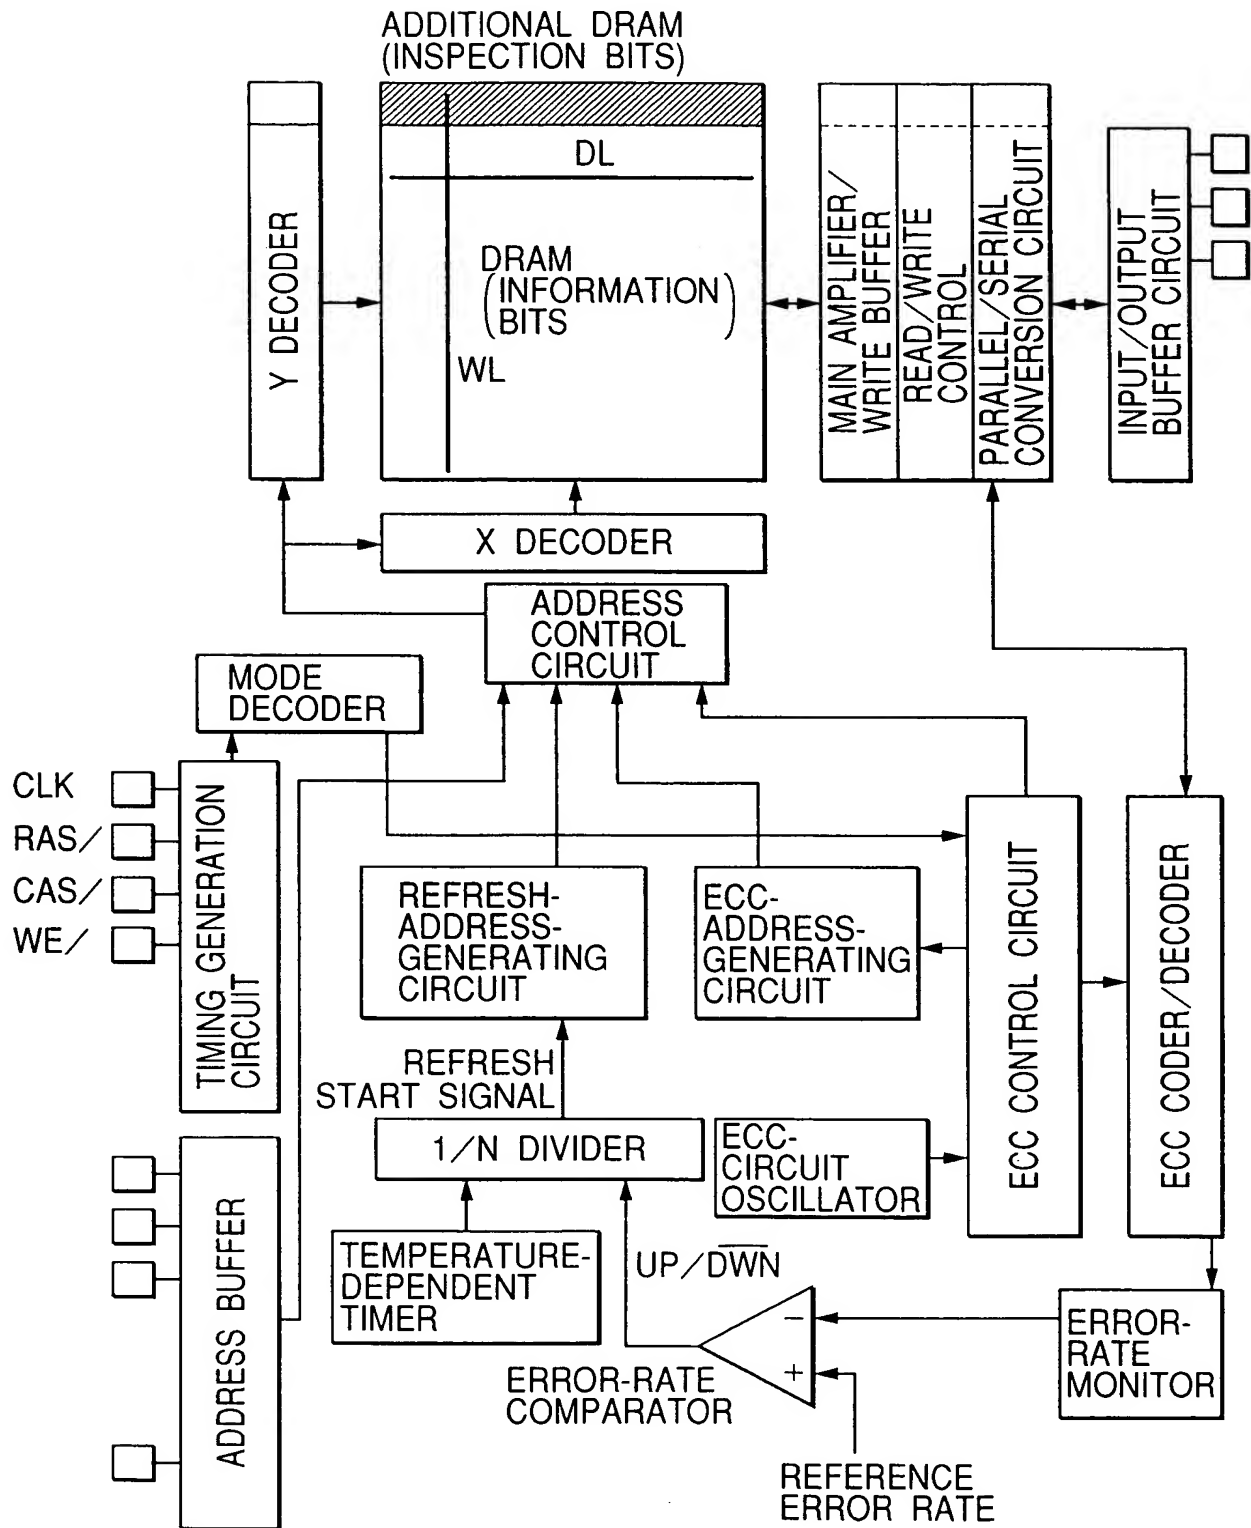 ADDITIONAL DRAM
(INSPECTION BITS)
Y DECODER
DL
DRAM
(INFORMATION)
BITS
WL
MAIN AMPLIFIER/
WRITE BUFFER
READ/WRITE
CONTROL
PARALLEL/SERIAL
CONVERSION CIRCUIT
INPUT/OUTPUT
BUFFER CIRCUIT
X DECODER
ADDRESS
CONTROL
CIRCUIT
MODE
DECODER
CLK
RAS/
CAS/
WE/
TIMING GENERATION
CIRCUIT
REFRESH-
ADDRESS-
GENERATING
CIRCUIT
ECC-
ADDRESS-
GENERATING
CIRCUIT
ECC CONTROL CIRCUIT
ECC CODER/DECODER
REFRESH
START SIGNAL
1/N DIVIDER
ECC-
CIRCUIT
OSCILLATOR
ADDRESS BUFFER
TEMPERATURE-
DEPENDENT
TIMER
UP/D̅W̅N̅
-
+
ERROR-RATE
COMPARATOR
ERROR-
RATE
MONITOR
REFERENCE
ERROR RATE